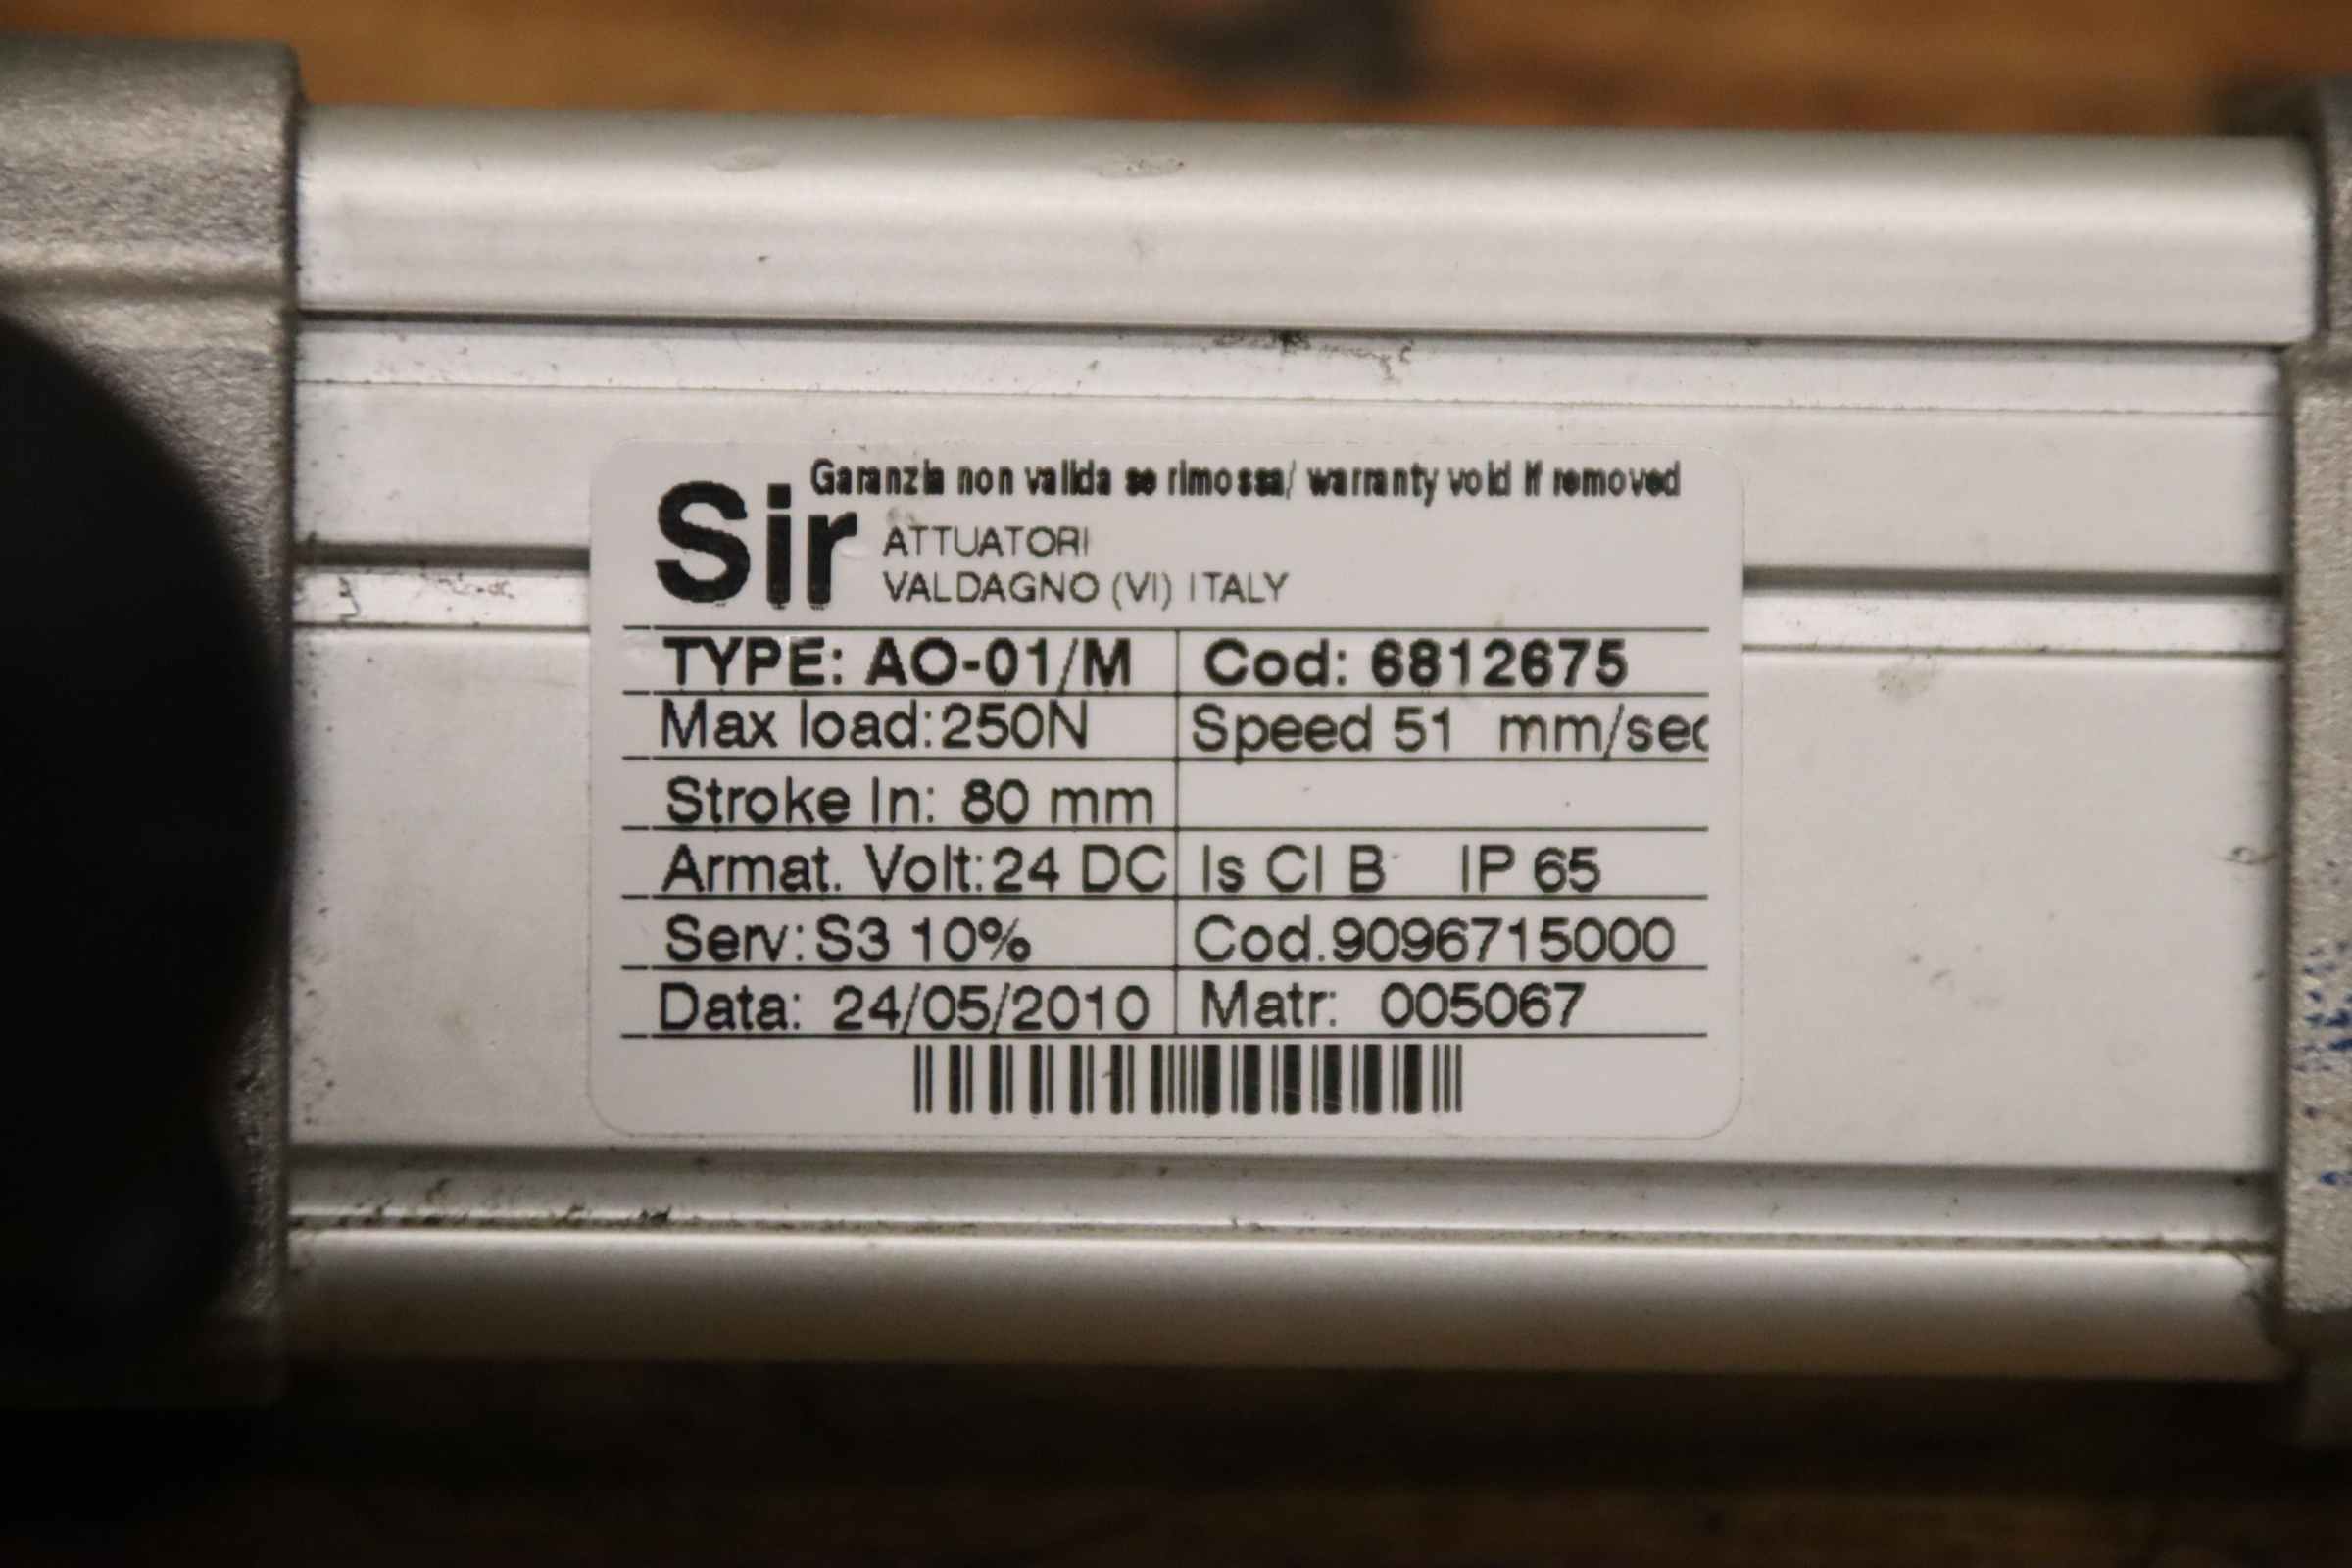 Garanzia non valida se rimossa/ warranty void if removed
Sir ATTUATORI
VALDAGNO (VI) ITALY
TYPE: AO-01/M Cod: 6812675
Max load:250N Speed 51 mm/sec
Stroke In: 80 mm
Armat. Volt:24 DC Is Cl B IP 65
Serv: S3 10% Cod.9096715000
Data: 24/05/2010 Matr: 005067